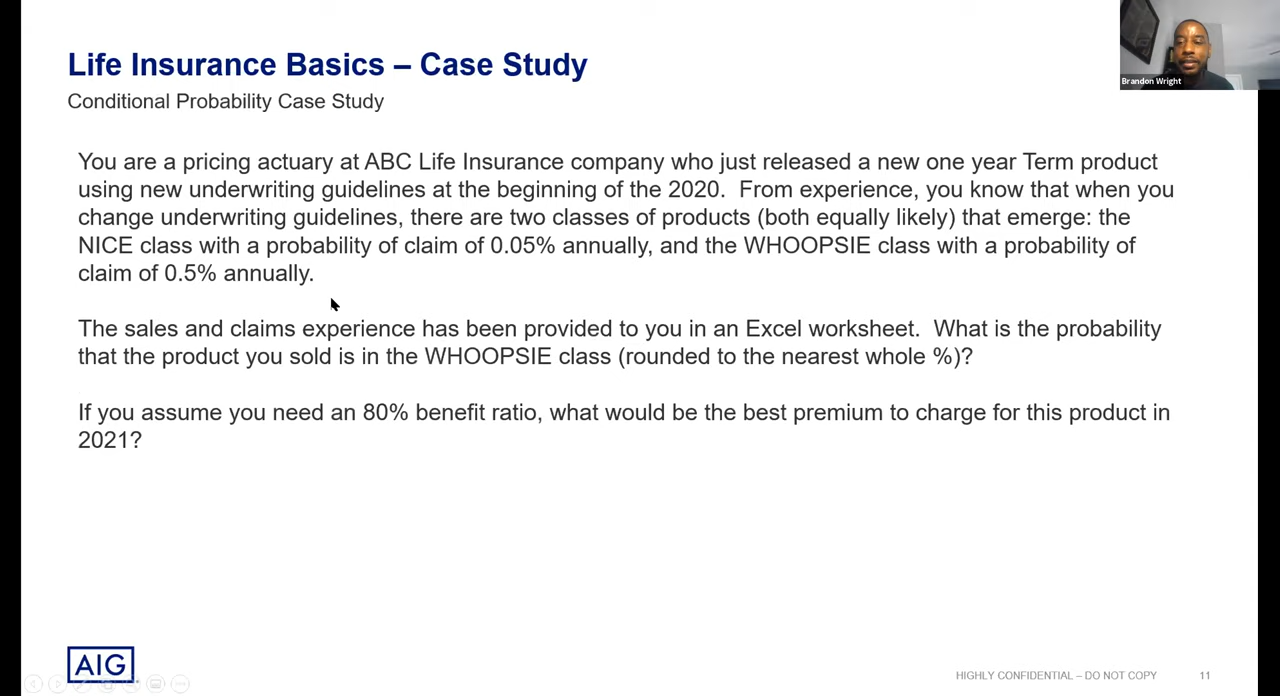 Life Insurance Basics – Case Study
Brandon Wright
Conditional Probability Case Study
You are a pricing actuary at ABC Life Insurance company who just released a new one year Term product
using new underwriting guidelines at the beginning of the 2020. From experience, you know that when you
change underwriting guidelines, there are two classes of products (both equally likely) that emerge: the
NICE class with a probability of claim of 0.05% annually, and the WHOOPSIE class with a probability of
claim of 0.5% annually.
The sales and claims experience has been provided to you in an Excel worksheet. What is the probability
that the product you sold is in the WHOOPSIE class (rounded to the nearest whole %)?
If you assume you need an 80% benefit ratio, what would be the best premium to charge for this product in
2021?
AIG
HIGHLY CONFIDENTIAL – DO NOT COPY
11